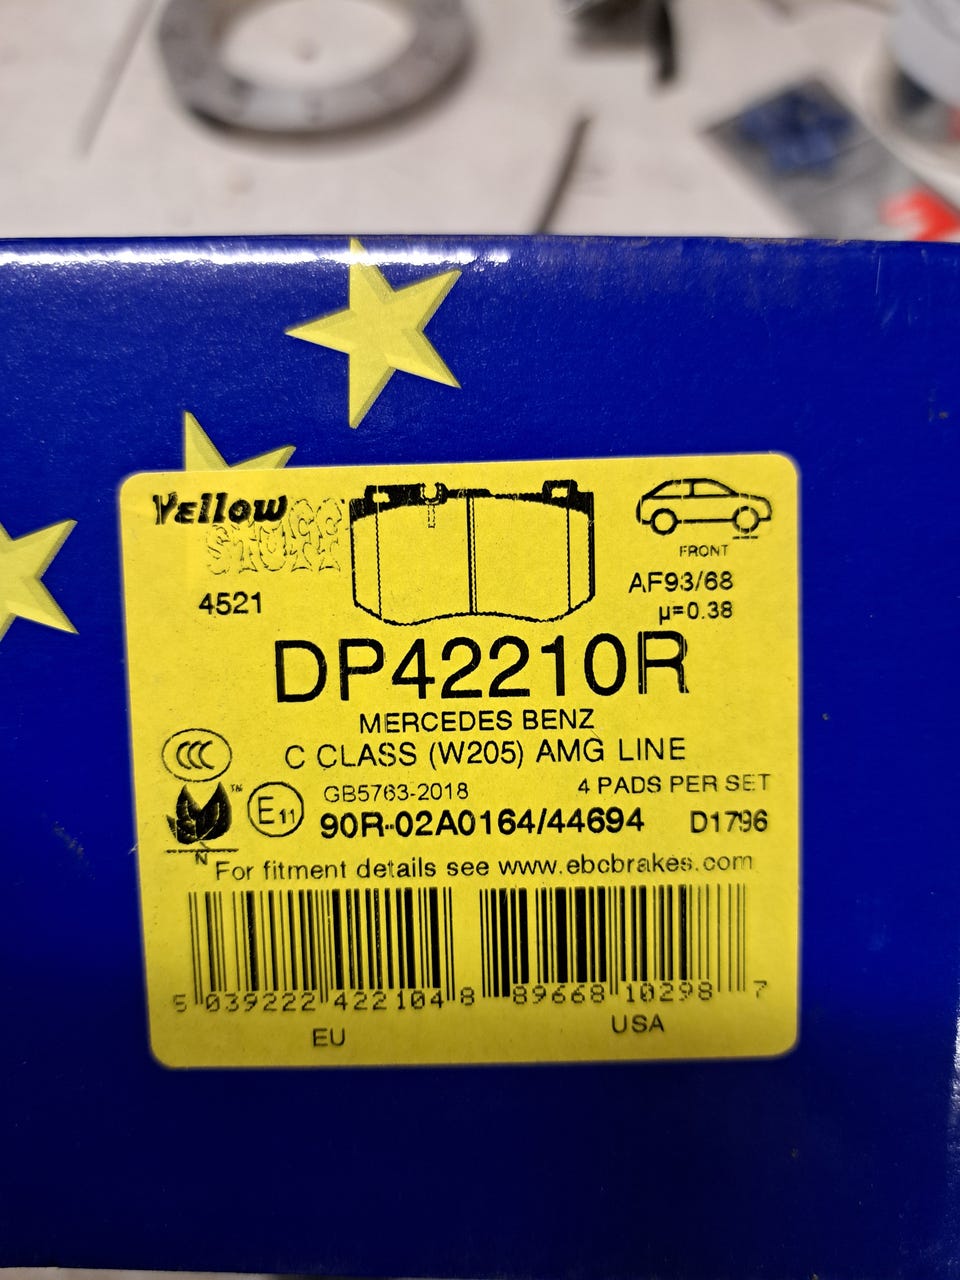 Yellow
STUFF
4521
FRONT
AF93/68
µ=0.38
DP42210R
MERCEDES BENZ
C CLASS (W205) AMG LINE
CCC
GB5763-2018
4 PADS PER SET
TM
E11
90R-02A0164/44694
D1796
N
For fitment details see www.ebcbrakes.com
5 039222 422104 8
89668 10298 7
EU
USA